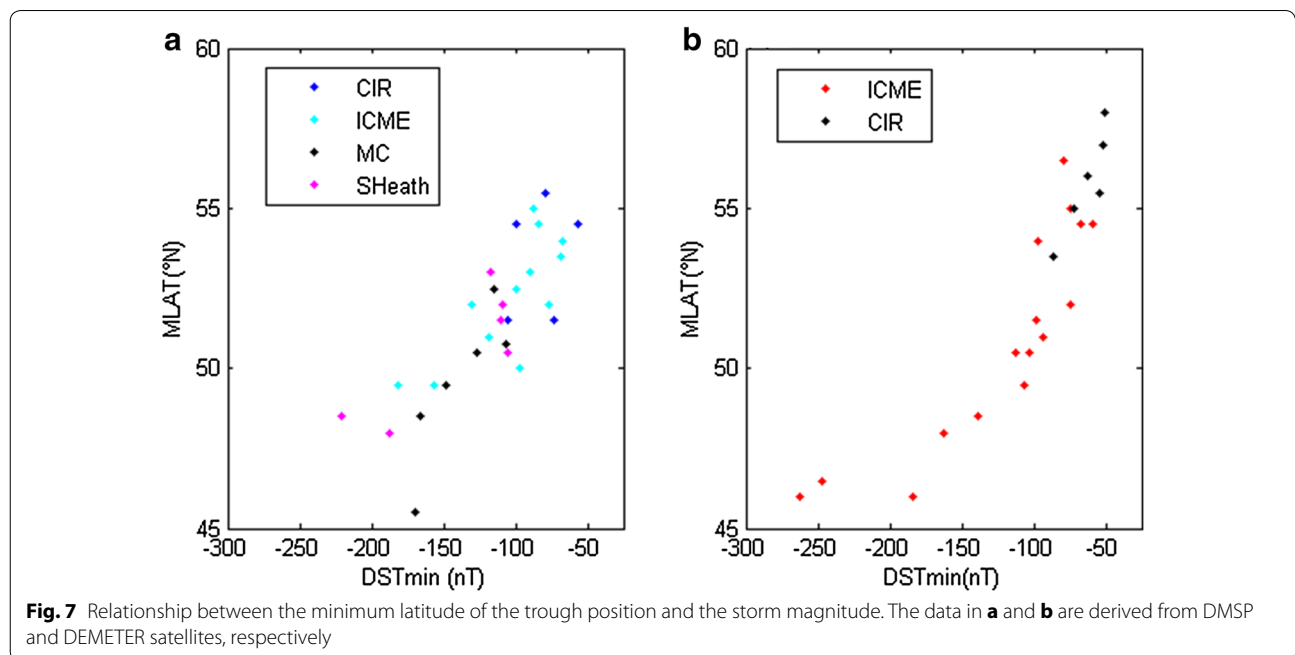 a
60
55
50
45
MLAT(°N)
CIR
ICME
MC
SHeath
-300 -250 -200 -150 -100 -50
DSTmin (nT)
b
60
55
50
45
MLAT(°N)
ICME
CIR
-300 -250 -200 -150 -100 -50
DSTmin(nT)
Fig. 7 Relationship between the minimum latitude of the trough position and the storm magnitude. The data in a and b are derived from DMSP
and DEMETER satellites, respectively